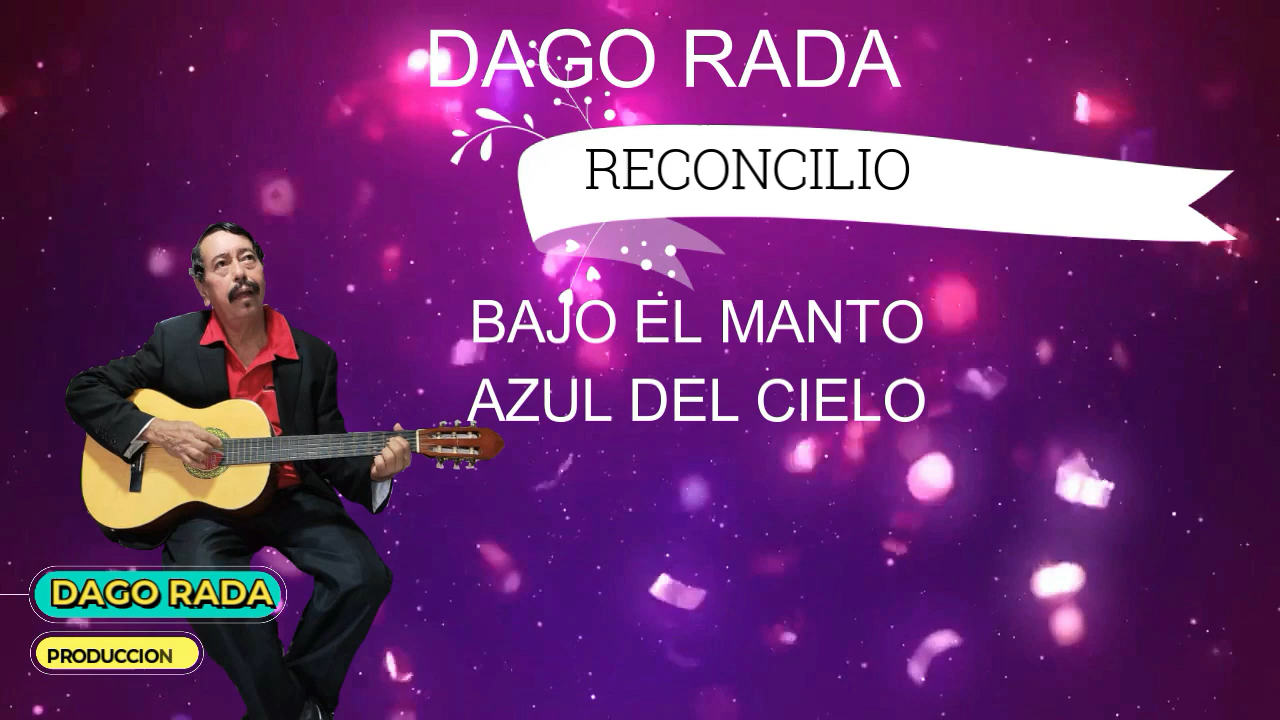 DAGO RADA
RECONCILIO
BAJO EL MANTO
AZUL DEL CIELO
DAGO RADA
PRODUCCION